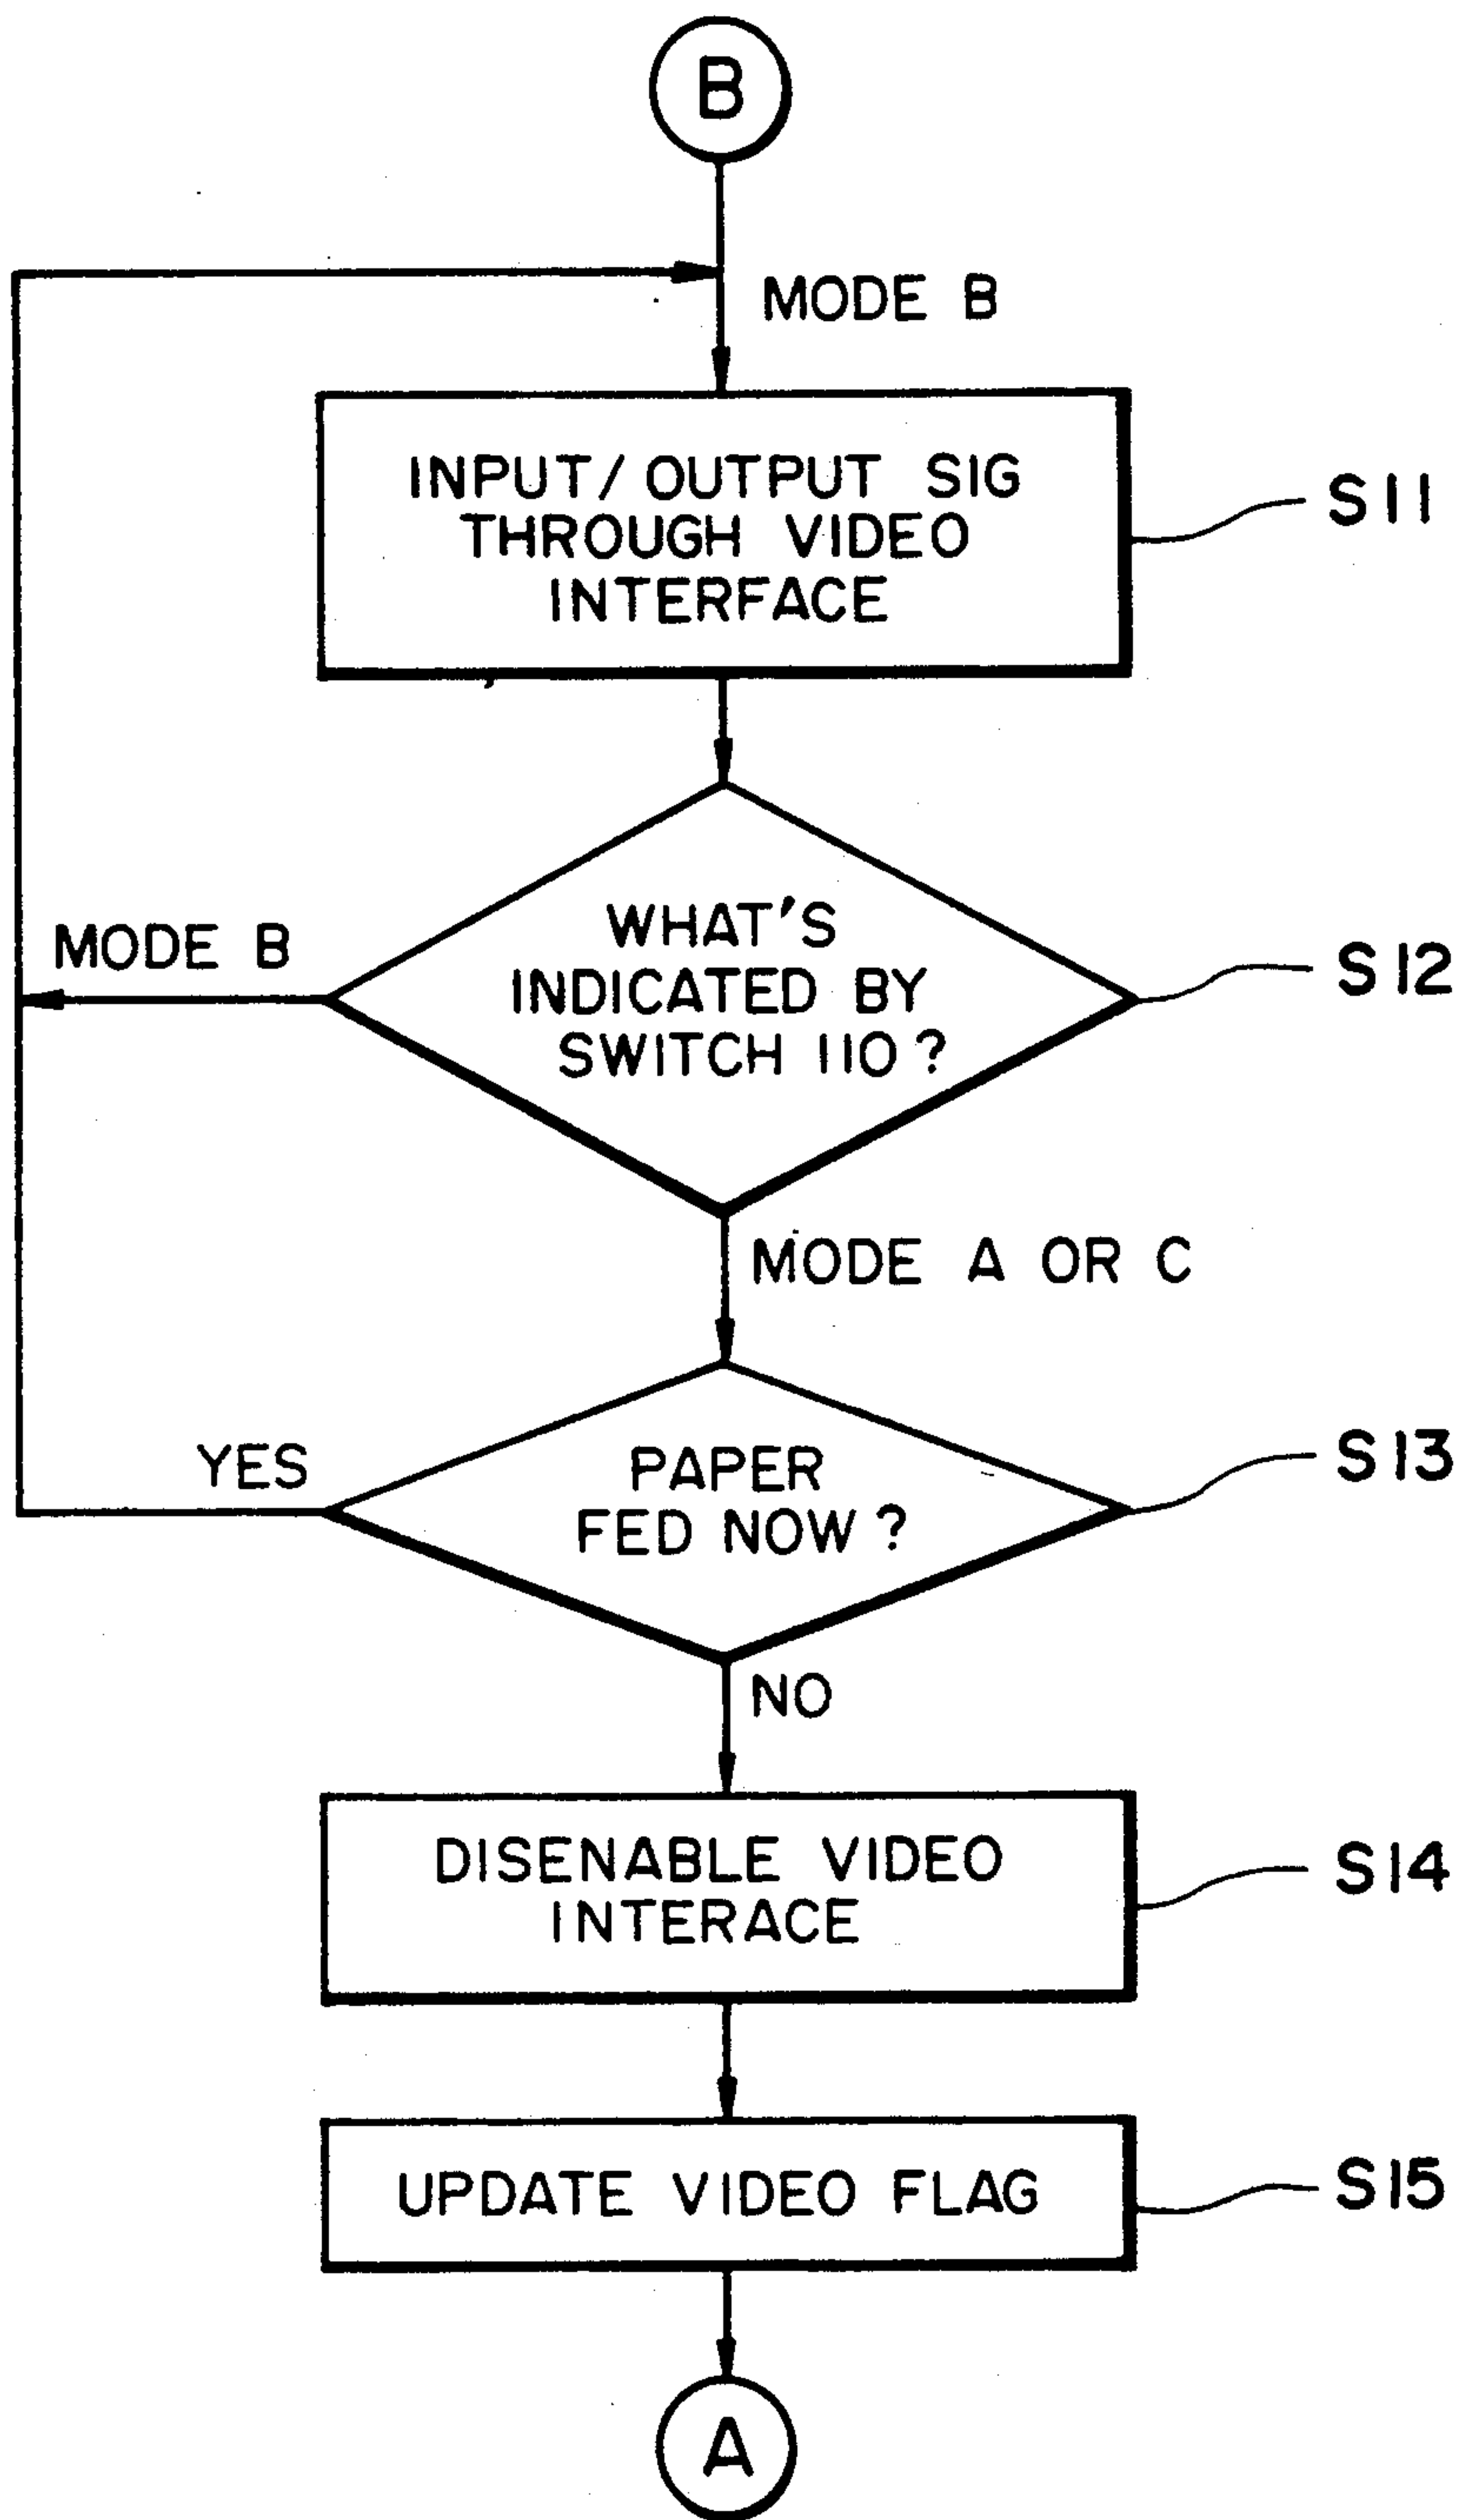 B
MODE B
INPUT/OUTPUT SIG
THROUGH VIDEO
INTERFACE
S11
WHAT'S
INDICATED BY
SWITCH 110?
S12
MODE B
MODE A OR C
PAPER
FED NOW?
S13
YES
NO
DISENABLE VIDEO
INTERACE
S14
UPDATE VIDEO FLAG
S15
A